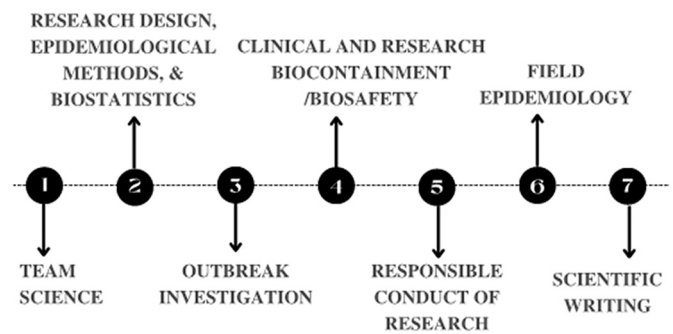 RESEARCH DESIGN,
EPIDEMIOLOGICAL
METHODS, &
BIOSTATISTICS
CLINICAL AND RESEARCH
BIOCONTAINMENT
/BIOSAFETY
FIELD
EPIDEMIOLOGY
1 2 3 4 5 6 7
TEAM
SCIENCE
OUTBREAK
INVESTIGATION
RESPONSIBLE
CONDUCT OF
RESEARCH
SCIENTIFIC
WRITING